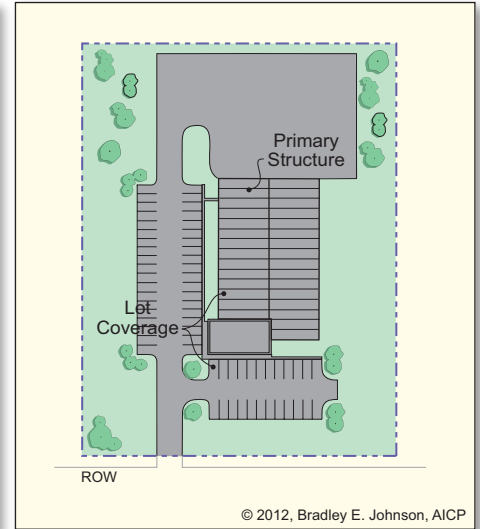 Primary
Structure
Lot
Coverage
ROW
© 2012, Bradley E. Johnson, AICP